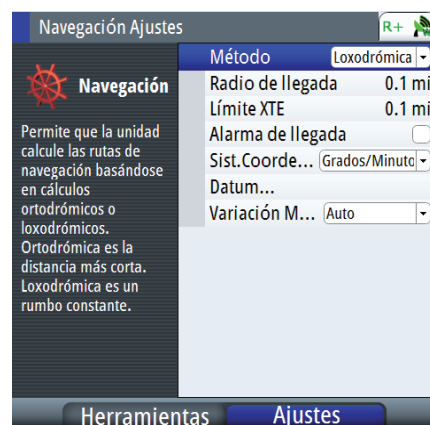 Navegación Ajustes
R+
Navegación
Permite que la unidad
calcule las rutas de
navegación basándose
en cálculos
ortodrómicos o
loxodrómicos.
Ortodrómica es la
distancia más corta.
Loxodrómica es un
rumbo constante.
Método Loxodrómica
Radio de llegada 0.1 mi
Límite XTE 0.1 mi
Alarma de llegada
Sist.Coorde... Grados/Minuto
Datum...
Variación M... Auto
Herramientas Ajustes